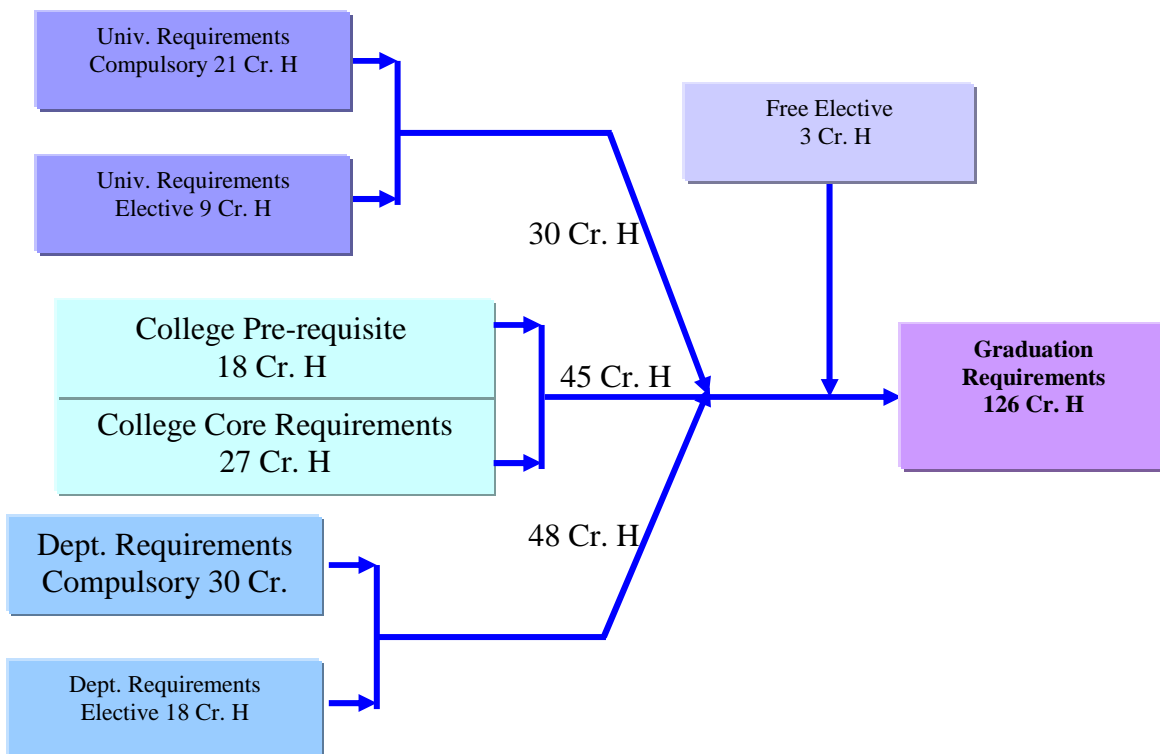 Univ. Requirements
Compulsory 21 Cr. H
Univ. Requirements
Elective 9 Cr. H
Free Elective
3 Cr. H
30 Cr. H
College Pre-requisite
18 Cr. H
College Core Requirements
27 Cr. H
45 Cr. H
Graduation
Requirements
126 Cr. H
48 Cr. H
Dept. Requirements
Compulsory 30 Cr.
Dept. Requirements
Elective 18 Cr. H